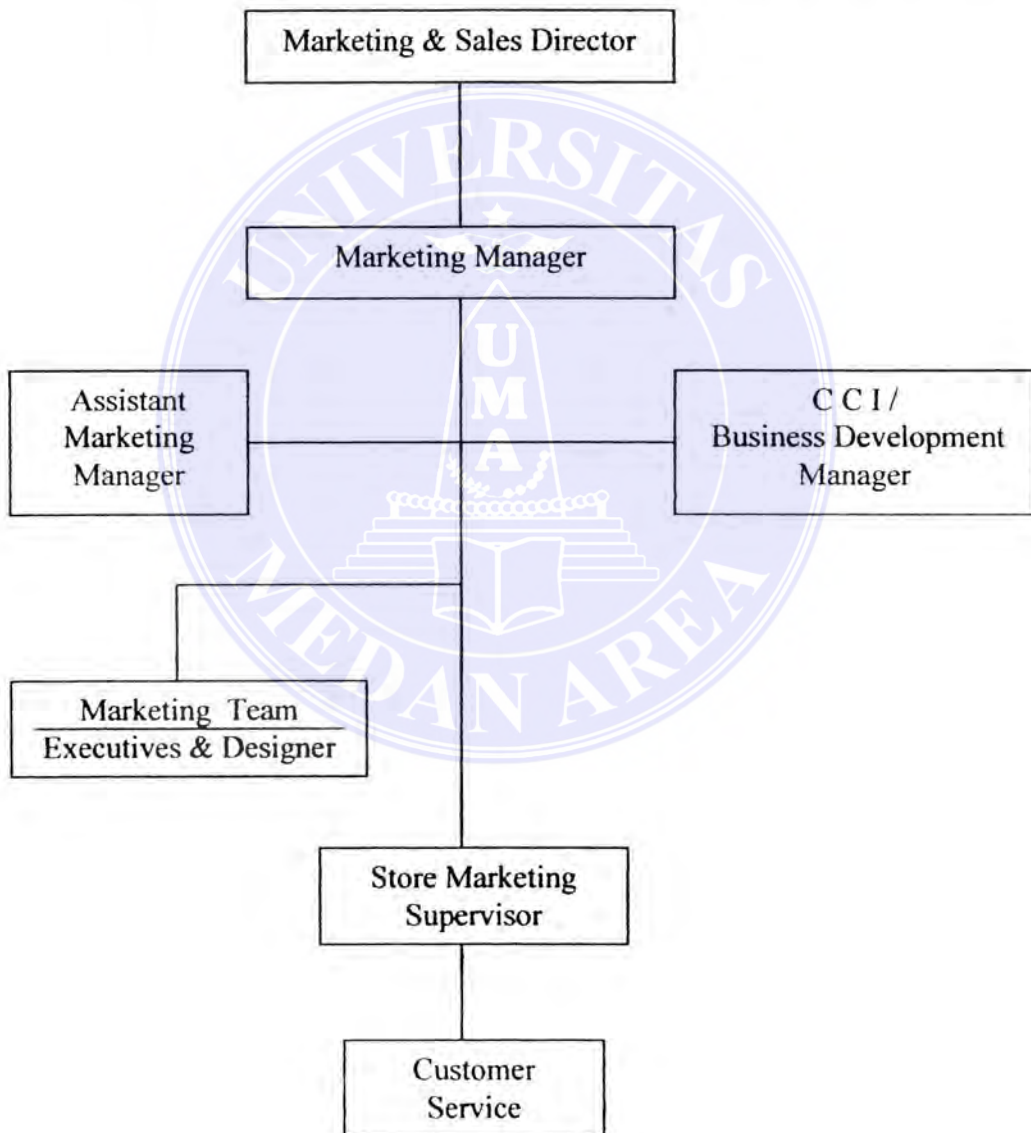 Marketing & Sales Director
UNIVERSITAS
Marketing Manager
UMA
Assistant
Marketing
Manager
C C I /
Business Development
Manager
MEDAN AREA
Marketing Team
Executives & Designer
Store Marketing
Supervisor
Customer
Service